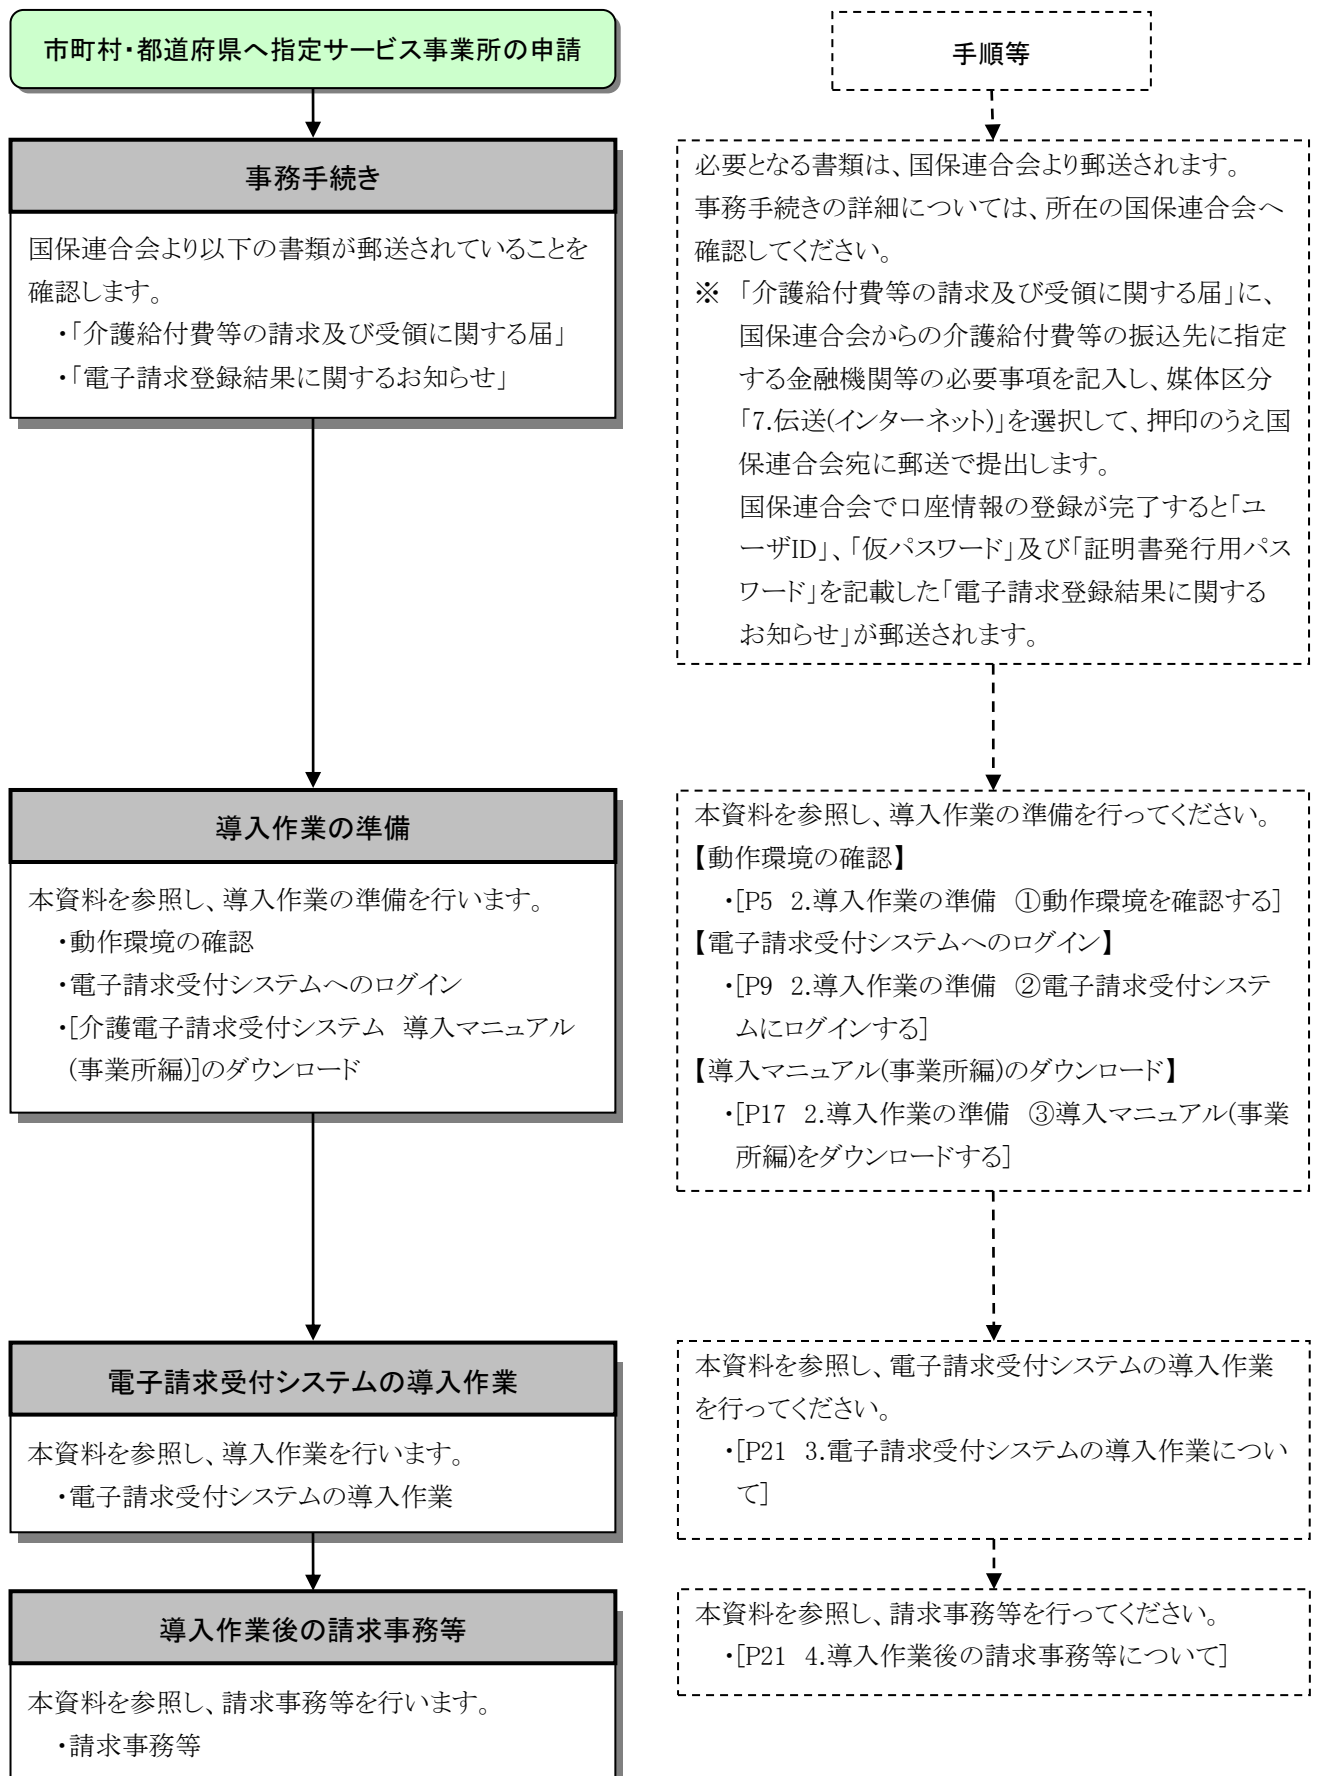 市町村・都道府県へ指定サービス事業所の申請
手順等
事務手続き
国保連合会より以下の書類が郵送されていることを
確認します。
・「介護給付費等の請求及び受領に関する届」
・「電子請求登録結果に関するお知らせ」
必要となる書類は、国保連合会より郵送されます。
事務手続きの詳細については、所在の国保連合会へ
確認してください。
※ 「介護給付費等の請求及び受領に関する届」に、
国保連合会からの介護給付費等の振込先に指定
する金融機関等の必要事項を記入し、媒体区分
「7.伝送(インターネット)」を選択して、押印のうえ国
保連合会宛に郵送で提出します。
国保連合会で口座情報の登録が完了すると「ユ
ーザID」、「仮パスワード」及び「証明書発行用パス
ワード」を記載した「電子請求登録結果に関する
お知らせ」が郵送されます。
導入作業の準備
本資料を参照し、導入作業の準備を行います。
・動作環境の確認
・電子請求受付システムへのログイン
・[介護電子請求受付システム 導入マニュアル
(事業所編)]のダウンロード
本資料を参照し、導入作業の準備を行ってください。
【動作環境の確認】
・[P5 2.導入作業の準備 ①動作環境を確認する]
【電子請求受付システムへのログイン】
・[P9 2.導入作業の準備 ②電子請求受付システ
ムにログインする]
【導入マニュアル(事業所編)のダウンロード】
・[P17 2.導入作業の準備 ③導入マニュアル(事業
所編)をダウンロードする]
電子請求受付システムの導入作業
本資料を参照し、導入作業を行います。
・電子請求受付システムの導入作業
本資料を参照し、電子請求受付システムの導入作業
を行ってください。
・[P21 3.電子請求受付システムの導入作業につい
て]
導入作業後の請求事務等
本資料を参照し、請求事務等を行います。
・請求事務等
本資料を参照し、請求事務等を行ってください。
・[P21 4.導入作業後の請求事務等について]